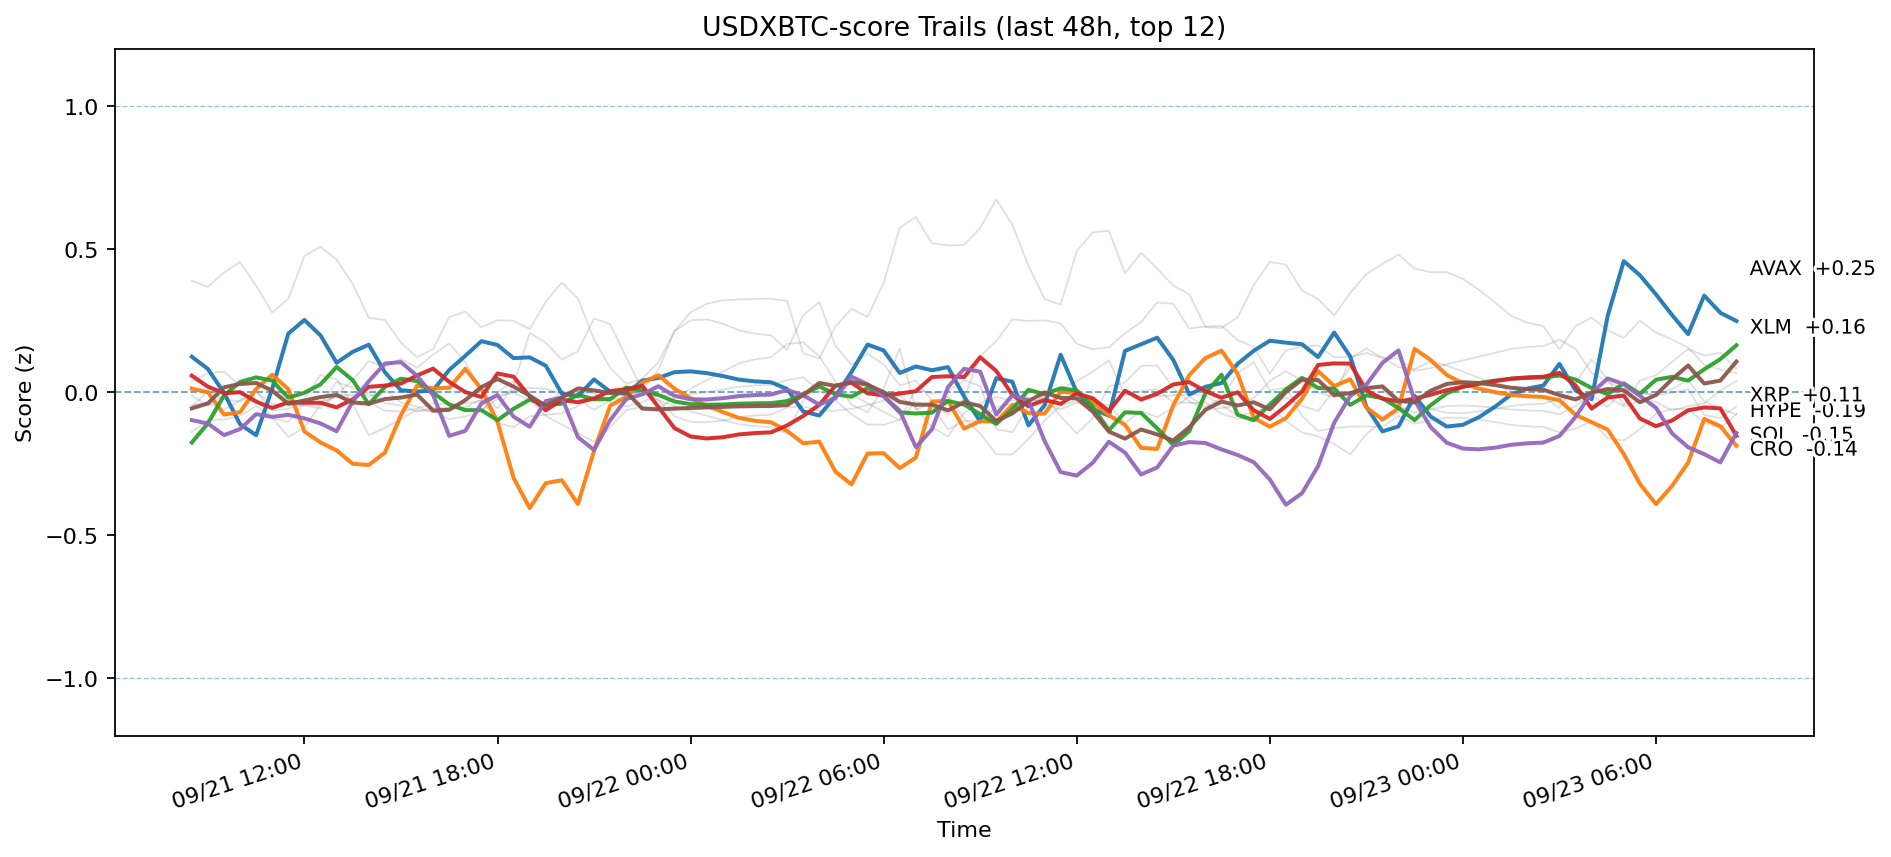 USDXBTC-score Trails (last 48h, top 12)
Score (z)
1.0
0.5
0.0
−0.5
−1.0
AVAX +0.25
XLM +0.16
XRP +0.11
HYPE -0.19
SOL -0.15
CRO -0.14
09/21 12:00
09/21 18:00
09/22 00:00
09/22 06:00
09/22 12:00
09/22 18:00
09/23 00:00
09/23 06:00
Time